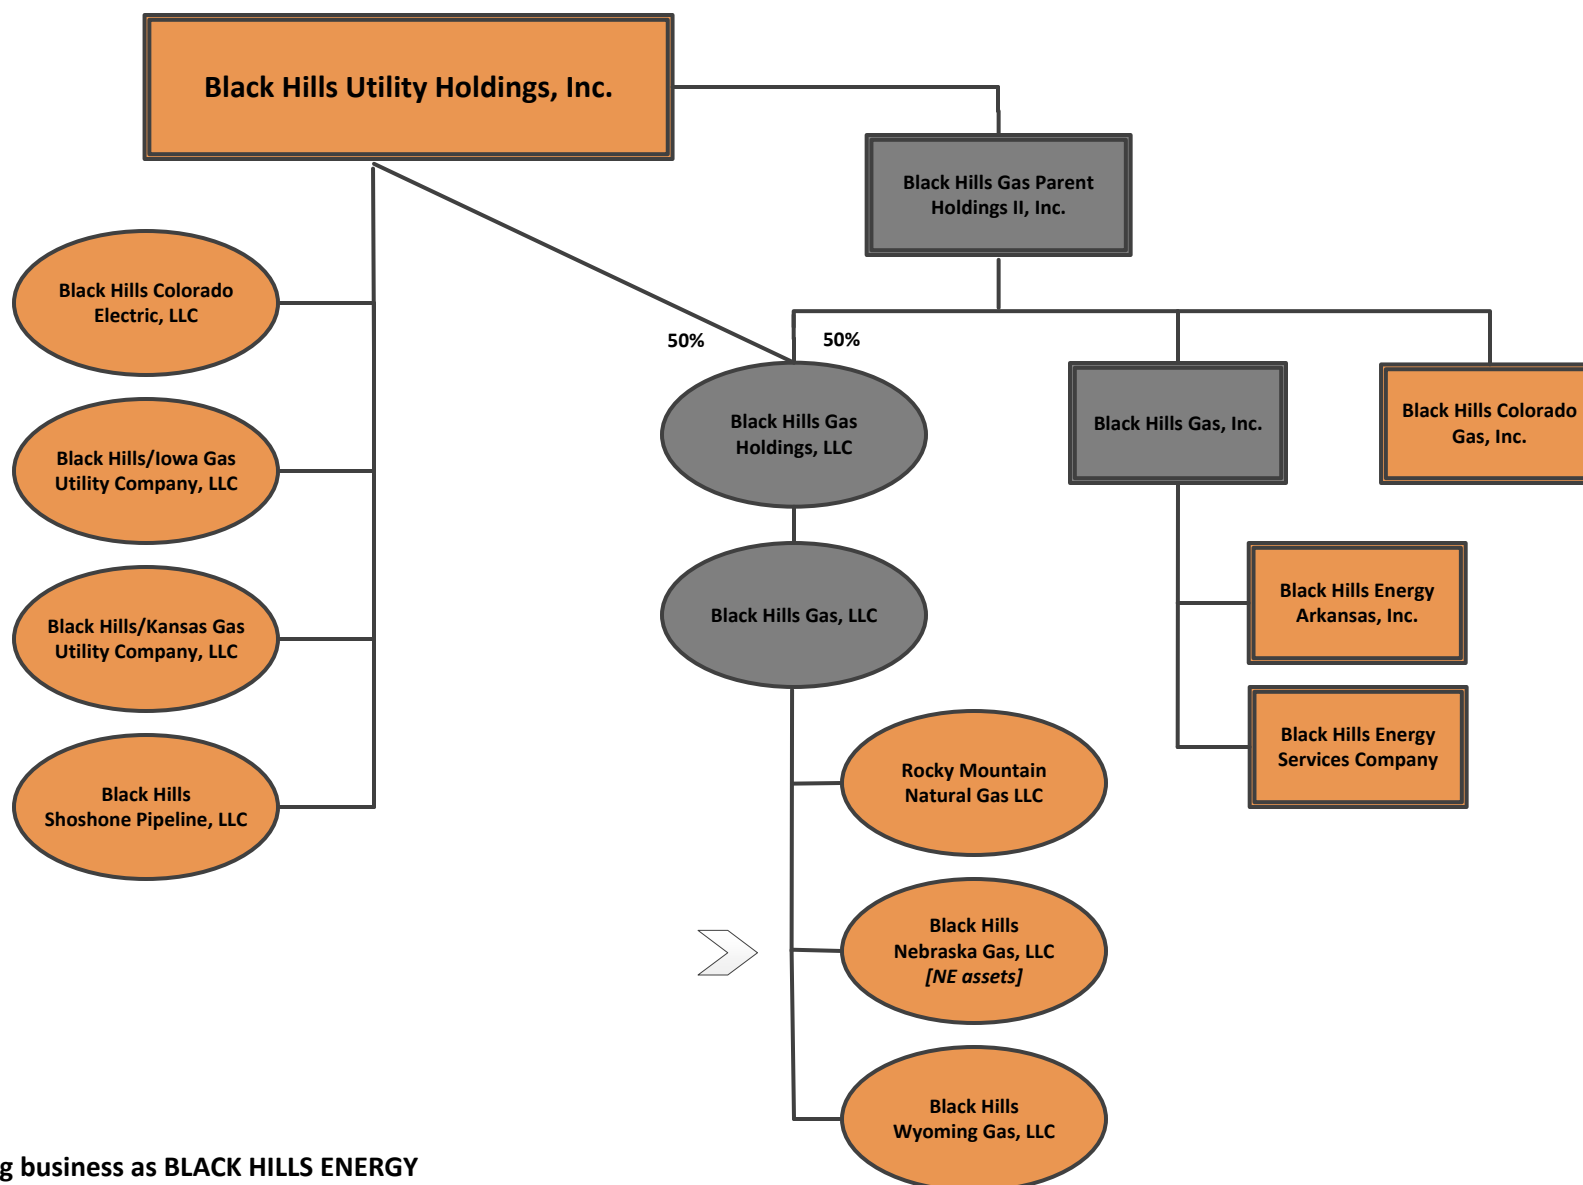 Black Hills Utility Holdings, Inc.
Black Hills Gas Parent
Holdings II, Inc.
Black Hills Colorado
Electric, LLC
50%
50%
Black Hills Gas
Holdings, LLC
Black Hills Gas, Inc.
Black Hills Colorado
Gas, Inc.
Black Hills/Iowa Gas
Utility Company, LLC
Black Hills Energy
Arkansas, Inc.
Black Hills Gas, LLC
Black Hills/Kansas Gas
Utility Company, LLC
Black Hills Energy
Services Company
Rocky Mountain
Natural Gas LLC
Black Hills
Shoshone Pipeline, LLC
Black Hills
Nebraska Gas, LLC
[NE assets]
Black Hills
Wyoming Gas, LLC
g business as BLACK HILLS ENERGY